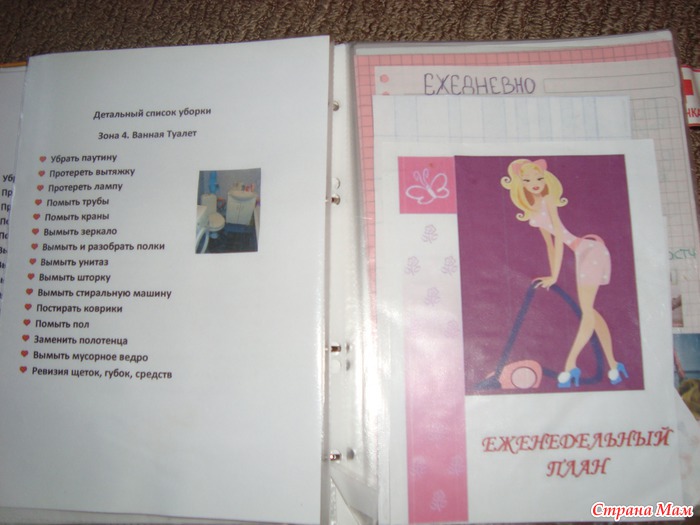 Детальный список уборки
Зона 4. Ванная Туалет
Убрать паутину
Протереть вытяжку
Протереть лампу
Помыть трубы
Помыть краны
Вымыть зеркало
Вымыть и разобрать полки
Вымыть унитаз
Вымыть шторку
Вымыть стиральную машину
Постирать коврики
Помыть пол
Заменить полотенца
Вымыть мусорное ведро
Ревизия щеток, губок, средств
ЕЖЕДНЕВНО
ЕЖЕНЕДЕЛЬНЫЙ
ПЛАН
Страна Мам